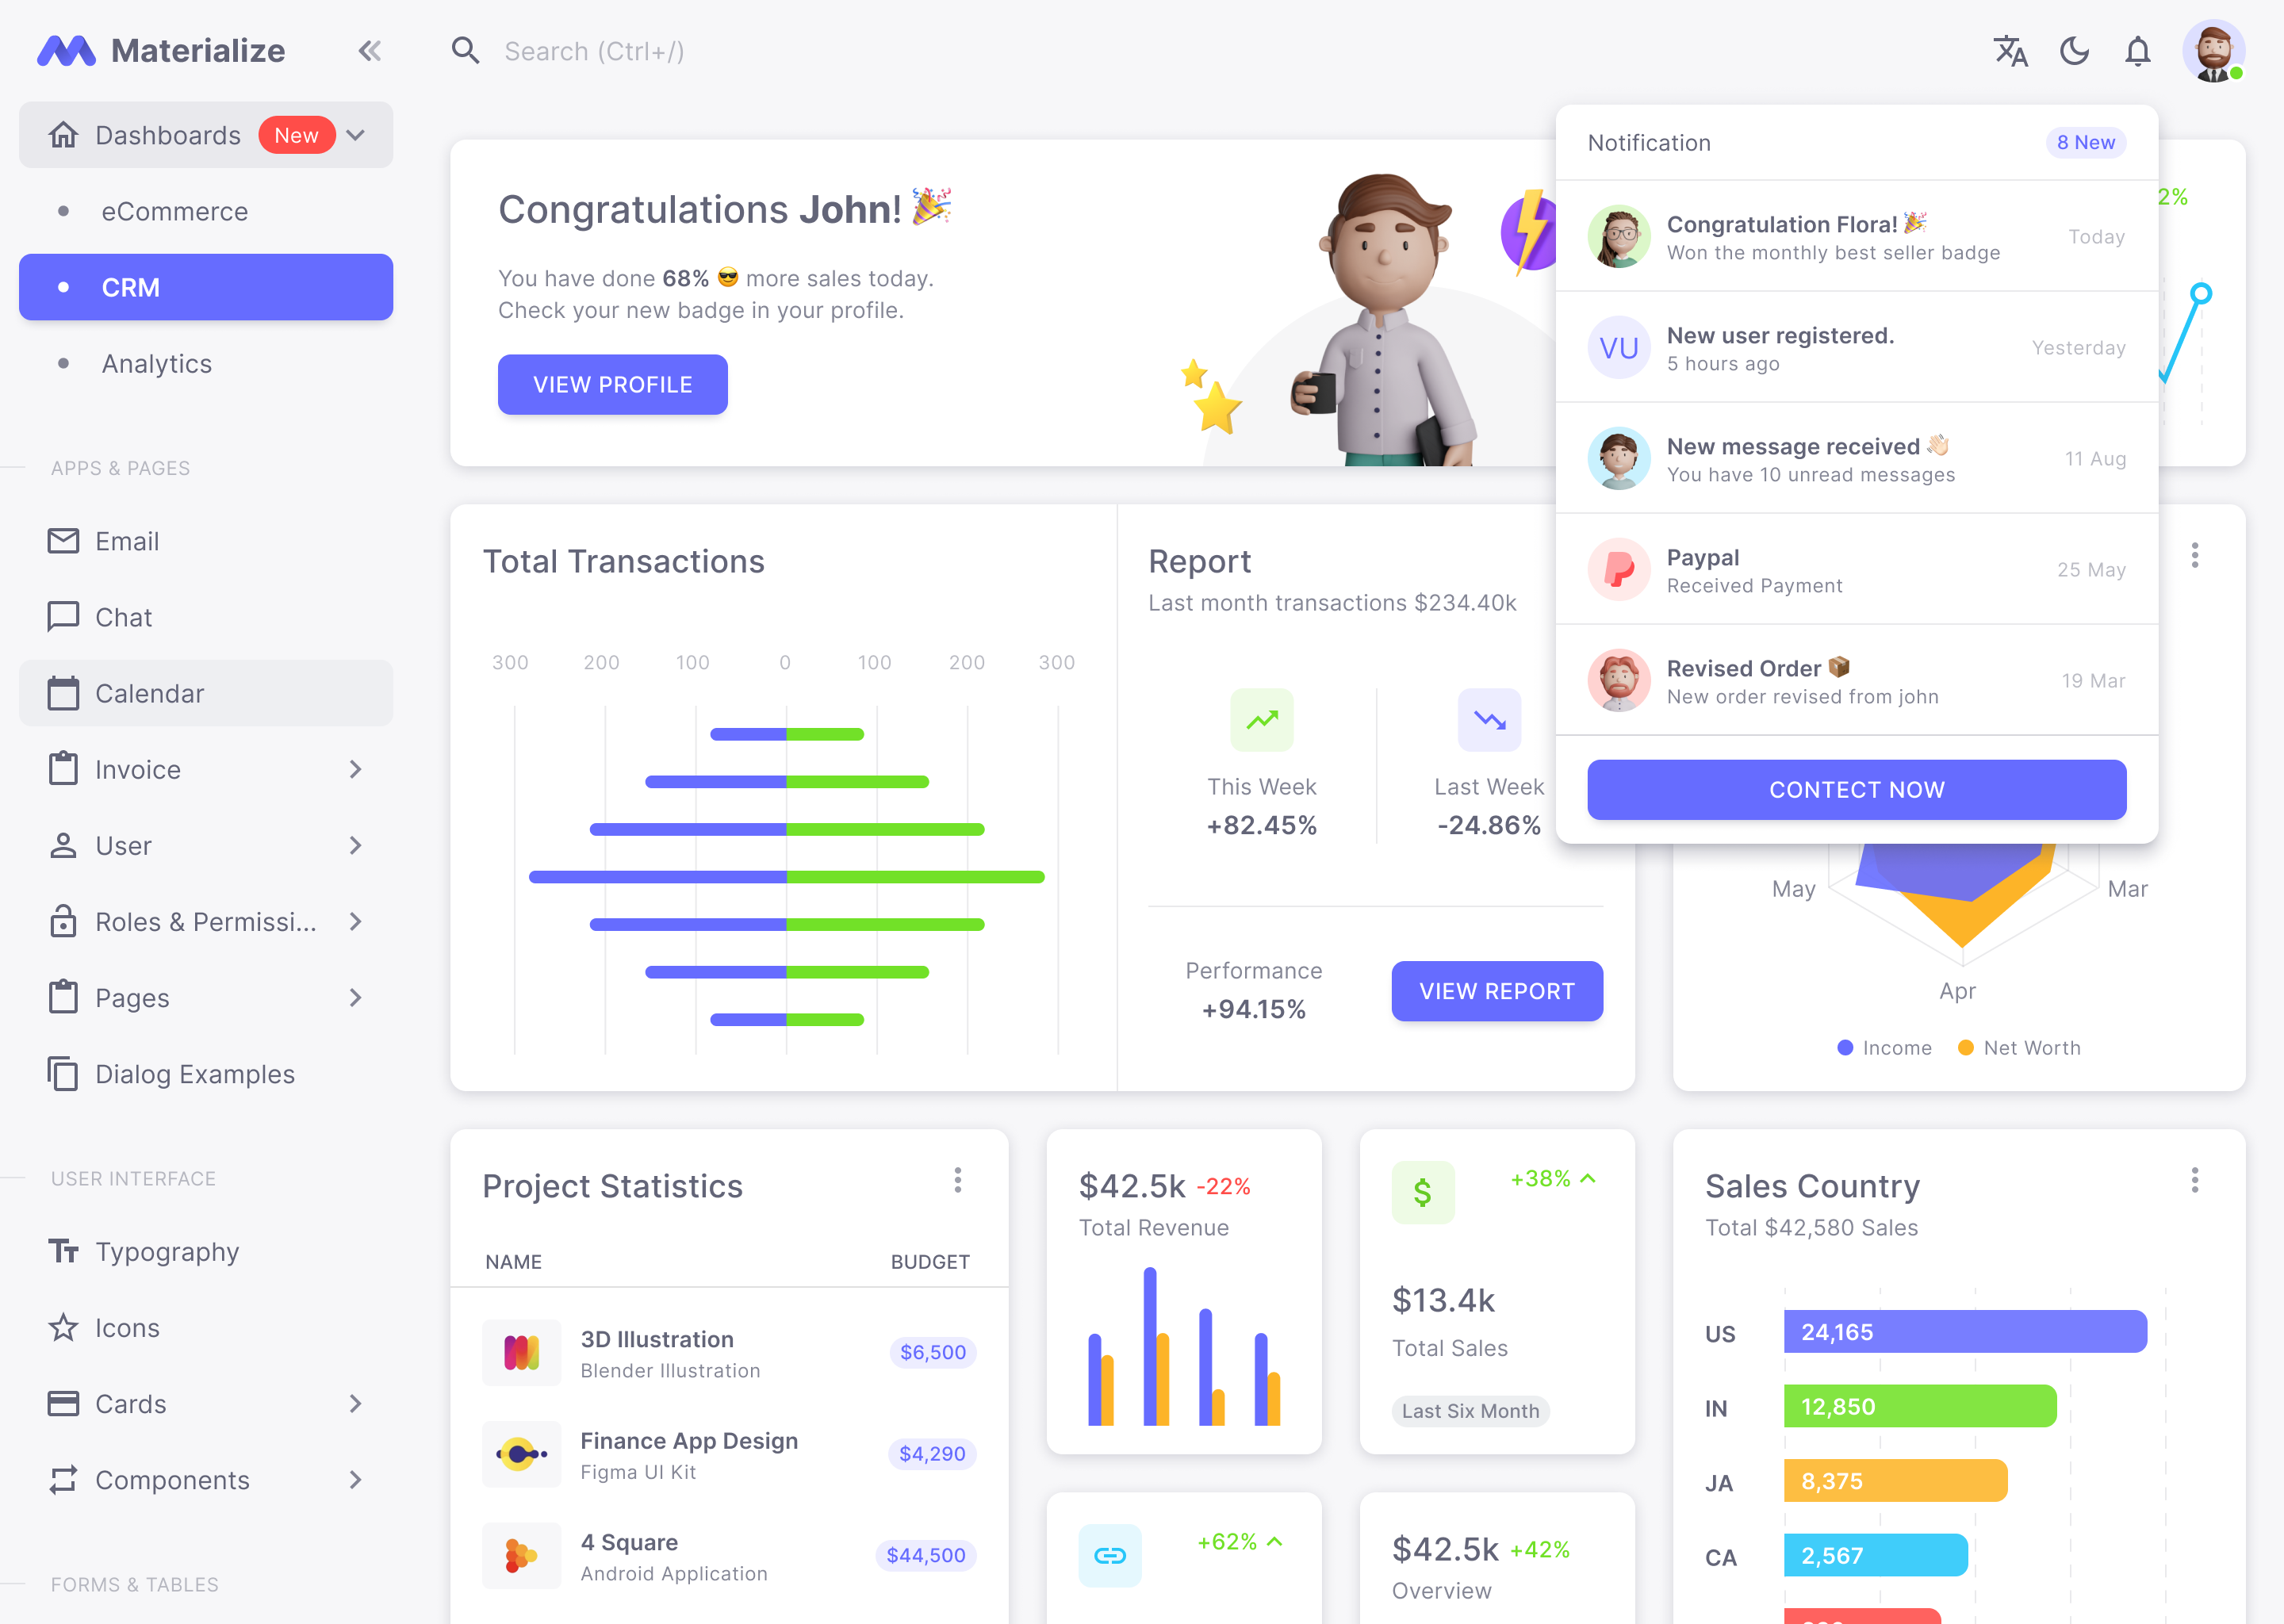 Materialize
Search (Ctrl+/)
Dashboards New
eCommerce
CRM
Analytics
APPS & PAGES
Email
Chat
Calendar
Invoice
User
Roles & Permissi...
Pages
Dialog Examples
USER INTERFACE
Typography
Icons
Cards
Components
FORMS & TABLES
Congratulations John! 🎉
You have done 68% 😎 more sales today.
Check your new badge in your profile.
VIEW PROFILE
2%
Notification 8 New
Congratulation Flora! 🎉
Won the monthly best seller badge
Today
VU
New user registered.
5 hours ago
Yesterday
New message received 👋🏻
You have 10 unread messages
11 Aug
Paypal
Received Payment
25 May
Revised Order 📦
New order revised from john
19 Mar
CONTECT NOW
Total Transactions
300 200 100 0 100 200 300
Report
Last month transactions $234.40k
This Week
+82.45%
Last Week
-24.86%
Performance
+94.15%
VIEW REPORT
May
Mar
Apr
Income Net Worth
Project Statistics
NAME BUDGET
3D Illustration
Blender Illustration
$6,500
Finance App Design
Figma UI Kit
$4,290
4 Square
Android Application
$44,500
$42.5k -22%
Total Revenue
$
+38%
$13.4k
Total Sales
Last Six Month
+62%
$42.5k +42%
Overview
Sales Country
Total $42,580 Sales
US 24,165
IN 12,850
JA 8,375
CA 2,567